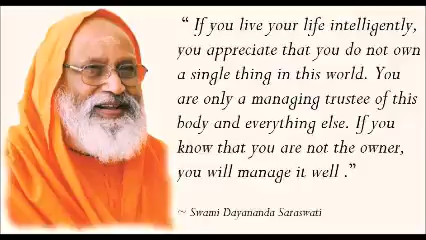 “ If you live your life intelligently,
you appreciate that you do not own
a single thing in this world. You
are only a managing trustee of this
body and everything else. If you
know that you are not the owner,
you will manage it well .”
~ Swami Dayananda Saraswati